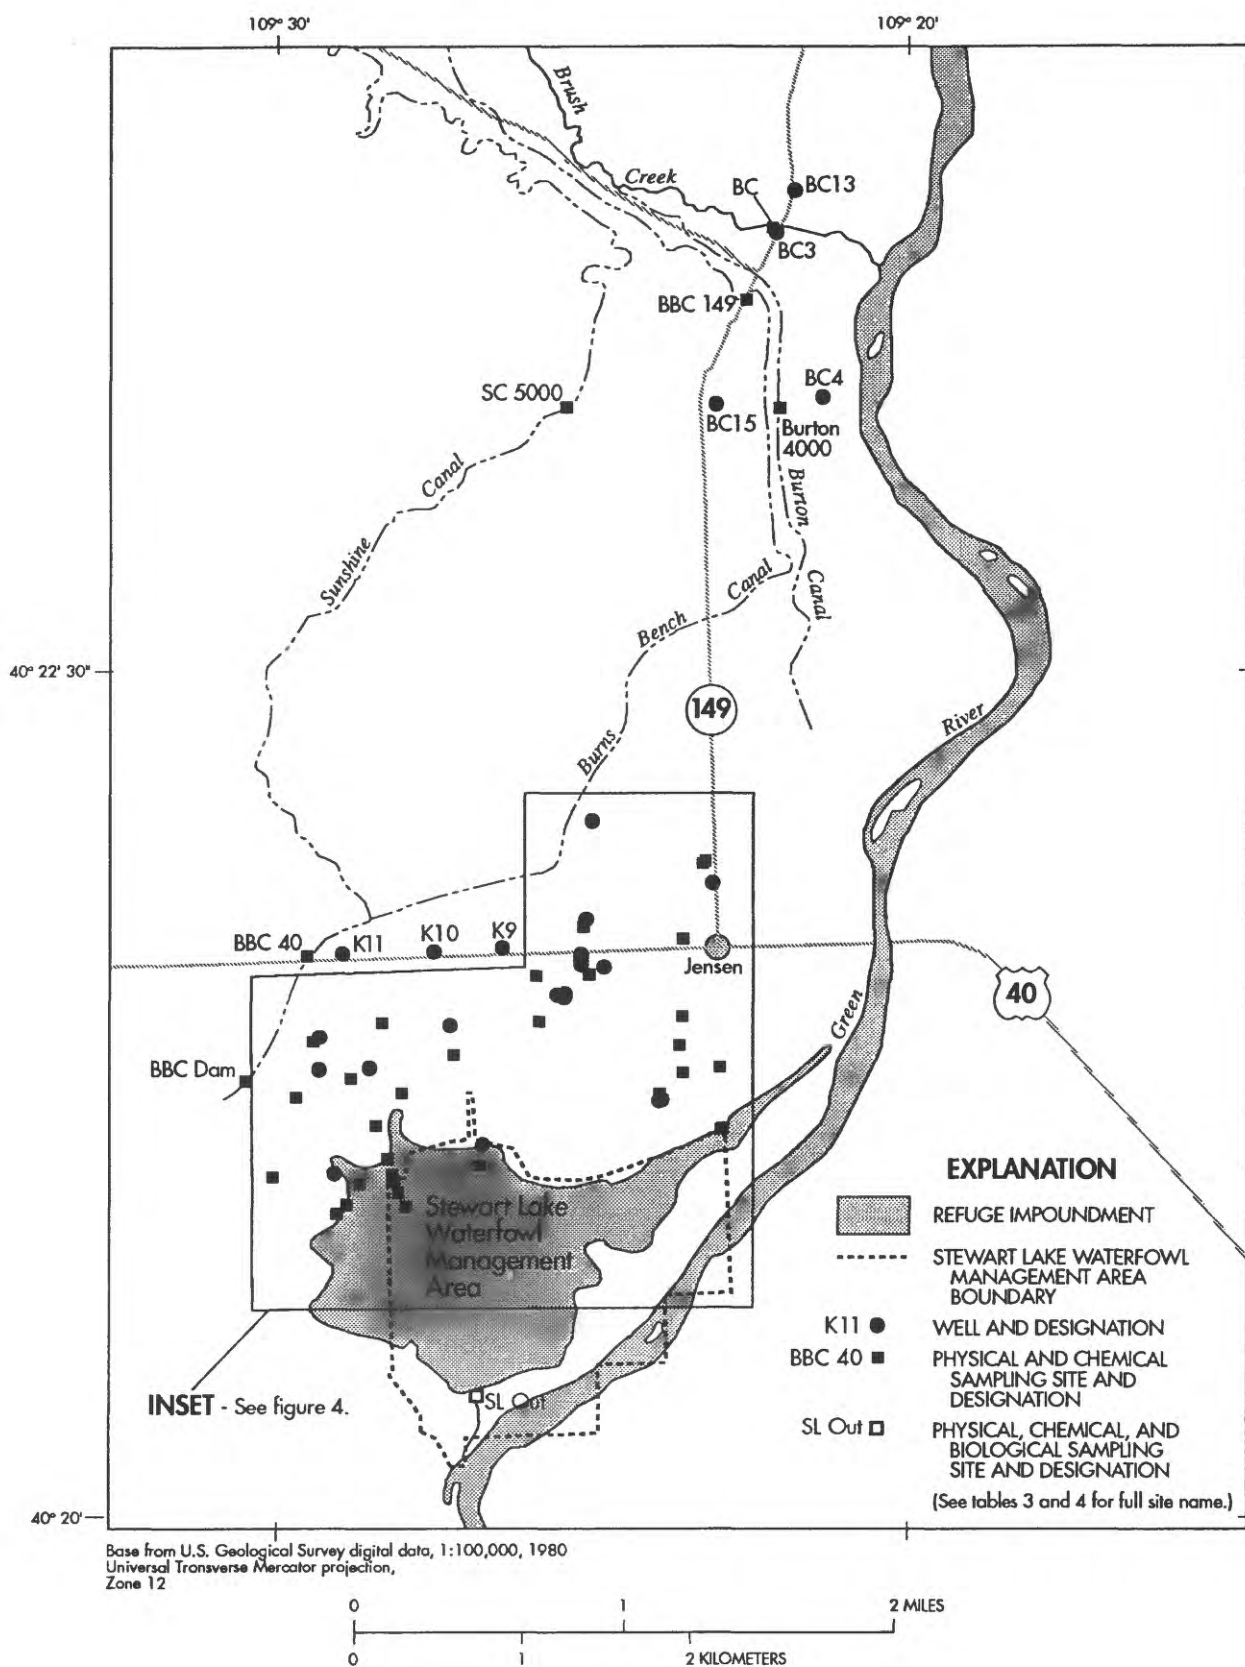 109° 30'
109° 20'
Brush
Creek
BC
BC13
BC3
BBC 149
SC 5000
BC4
BC15
Burton
4000
Canal
Sunshine
Burton
Canal
Canal
Bench
Burns
40° 22' 30"
149
River
BBC 40
K11
K10
K9
Jensen
40
Green
BBC Dam
Stewart Lake
Waterfowl
Management
Area
INSET - See figure 4.
SL Out
EXPLANATION
REFUGE IMPOUNDMENT
STEWART LAKE WATERFOWL
MANAGEMENT AREA
BOUNDARY
K11 WELL AND DESIGNATION
BBC 40 PHYSICAL AND CHEMICAL
SAMPLING SITE AND
DESIGNATION
SL Out PHYSICAL, CHEMICAL, AND
BIOLOGICAL SAMPLING
SITE AND DESIGNATION
(See tables 3 and 4 for full site name.)
40° 20'
Base from U.S. Geological Survey digital data, 1:100,000, 1980
Universal Transverse Mercator projection,
Zone 12
0 1 2 MILES
0 1 2 KILOMETERS